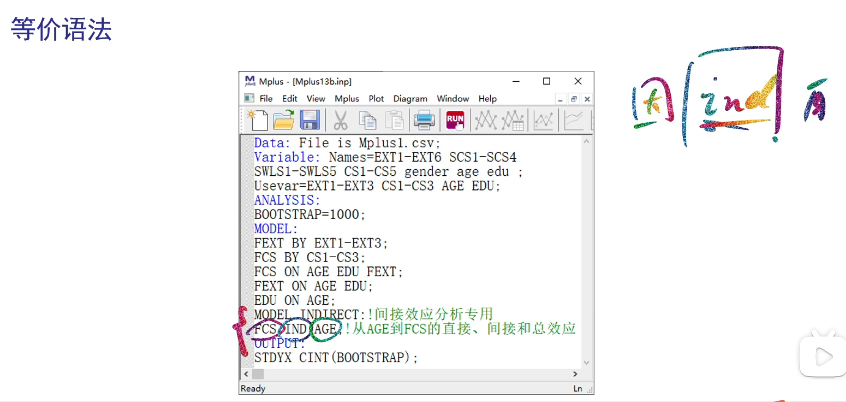 等价语法
因 ind 自
Mplus - [Mplus13b.inp]
File Edit View Mplus Plot Diagram Window Help
RUN
Data: File is Mplus1.csv;
Variable: Names=EXT1-EXT6 SCS1-SCS4
SWLS1-SWLS5 CS1-CS5 gender age edu ;
Usevar=EXT1-EXT3 CS1-CS3 AGE EDU;
ANALYSIS:
BOOTSTRAP=1000;
MODEL:
FEXT BY EXT1-EXT3;
FCS BY CS1-CS3;
FCS ON AGE EDU FEXT;
FEXT ON AGE EDU;
EDU ON AGE;
MODEL INDIRECT:!间接效应分析专用
FCS IND AGE;!从AGE到FCS的直接、间接和总效应
OUTPUT:
STDYX CINT(BOOTSTRAP);
Ready Ln